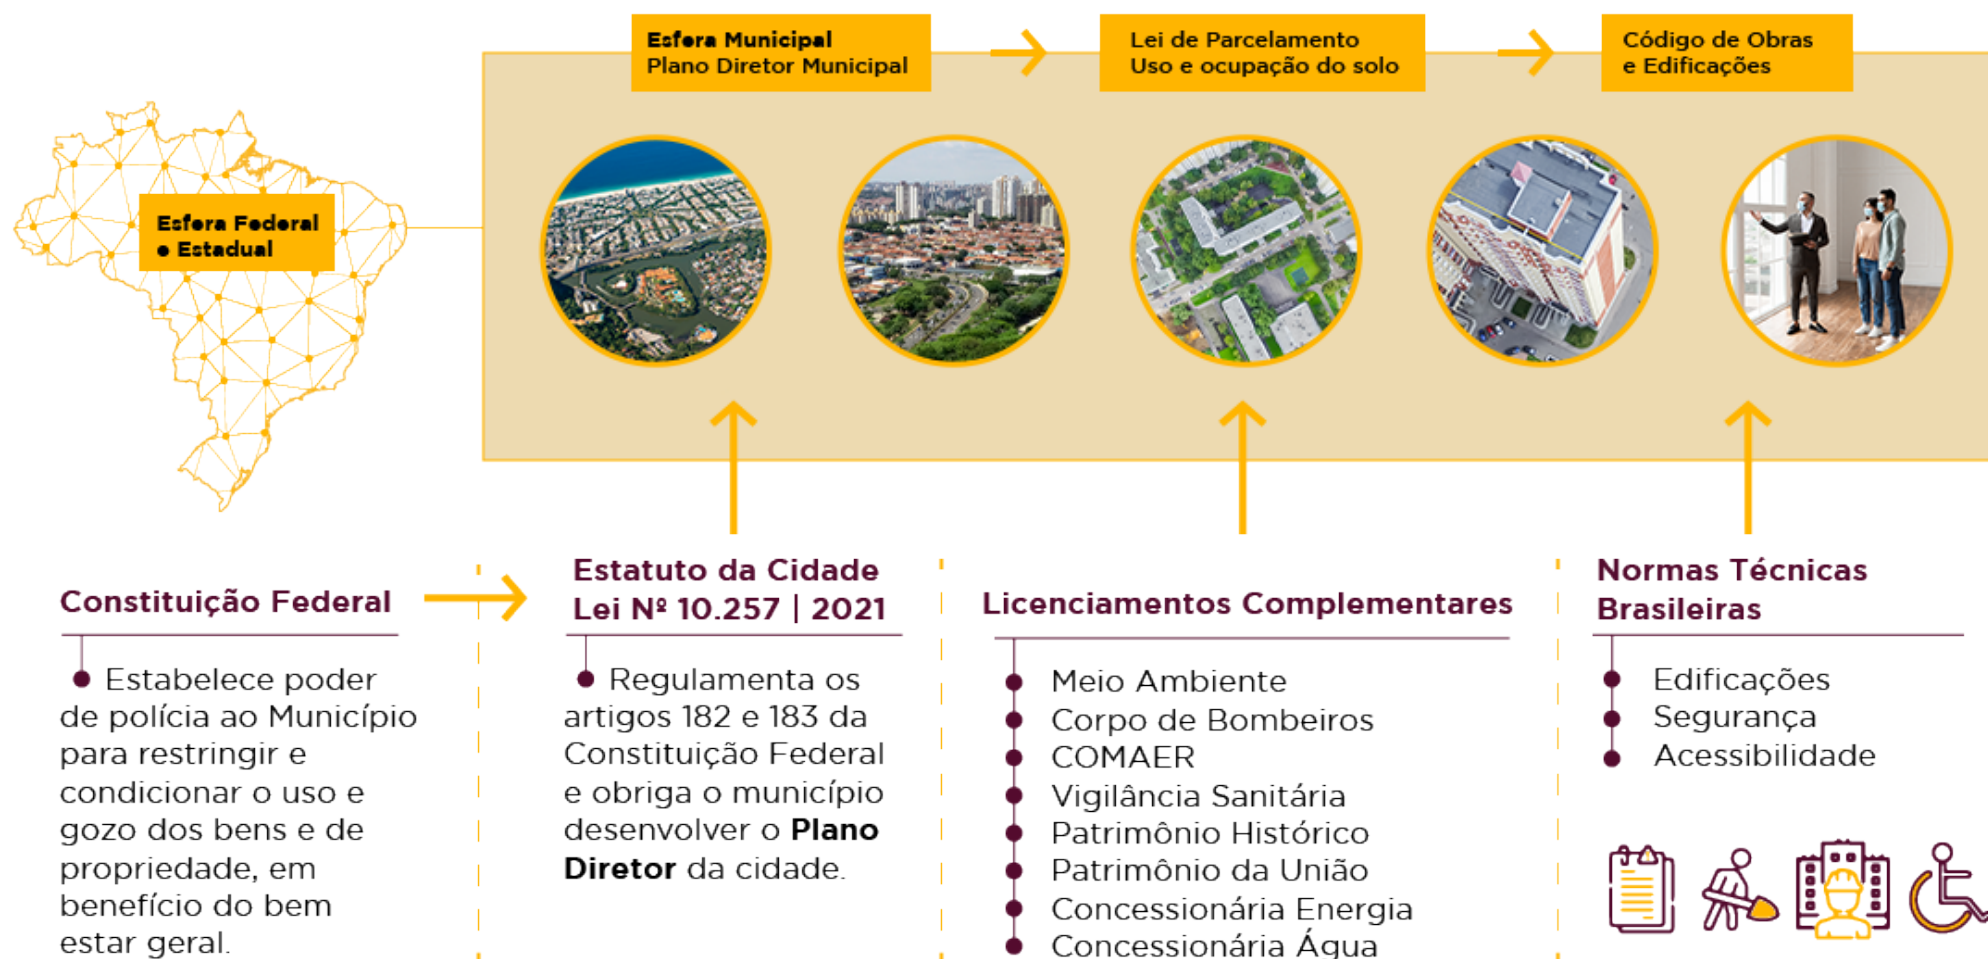 Esfera Municipal
Plano Diretor Municipal
Lei de Parcelamento
Uso e ocupação do solo
Código de Obras
e Edificações
Esfera Federal
e Estadual
Constituição Federal
Estabelece poder
de polícia ao Município
para restringir e
condicionar o uso e
gozo dos bens e de
propriedade, em
benefício do bem
estar geral.
Estatuto da Cidade
Lei Nº 10.257 | 2021
Regulamenta os
artigos 182 e 183 da
Constituição Federal
e obriga o município
desenvolver o Plano
Diretor da cidade.
Licenciamentos Complementares
Meio Ambiente
Corpo de Bombeiros
COMAER
Vigilância Sanitária
Patrimônio Histórico
Patrimônio da União
Concessionária Energia
Concessionária Água
Normas Técnicas
Brasileiras
Edificações
Segurança
Acessibilidade